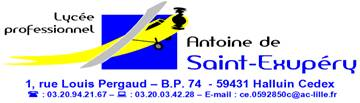 Lycée
professionnel
Antoine de
Saint-Exupéry
1, rue Louis Pergaud – B.P. 74 - 59431 Halluin Cedex
☎ : 03.20.94.21.67 – 💻 : 03.20.03.42.28 – E-mail : ce.0592850c@ac-lille.fr